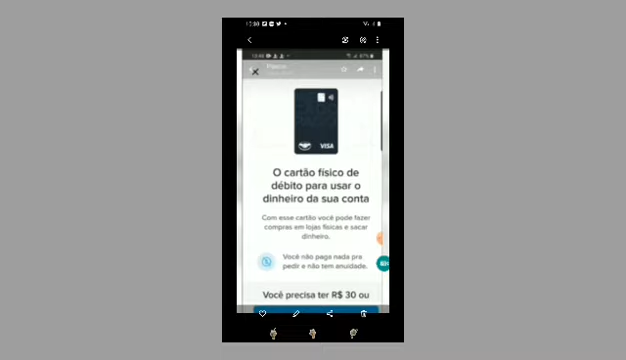 VISA
O cartão físico de
débito para usar o
dinheiro da sua conta
Com esse cartão você pode fazer
compras em lojas físicas e sacar
dinheiro.
Você não paga nada pra
pedir e não tem anuidade.
Você precisa ter R$ 30 ou